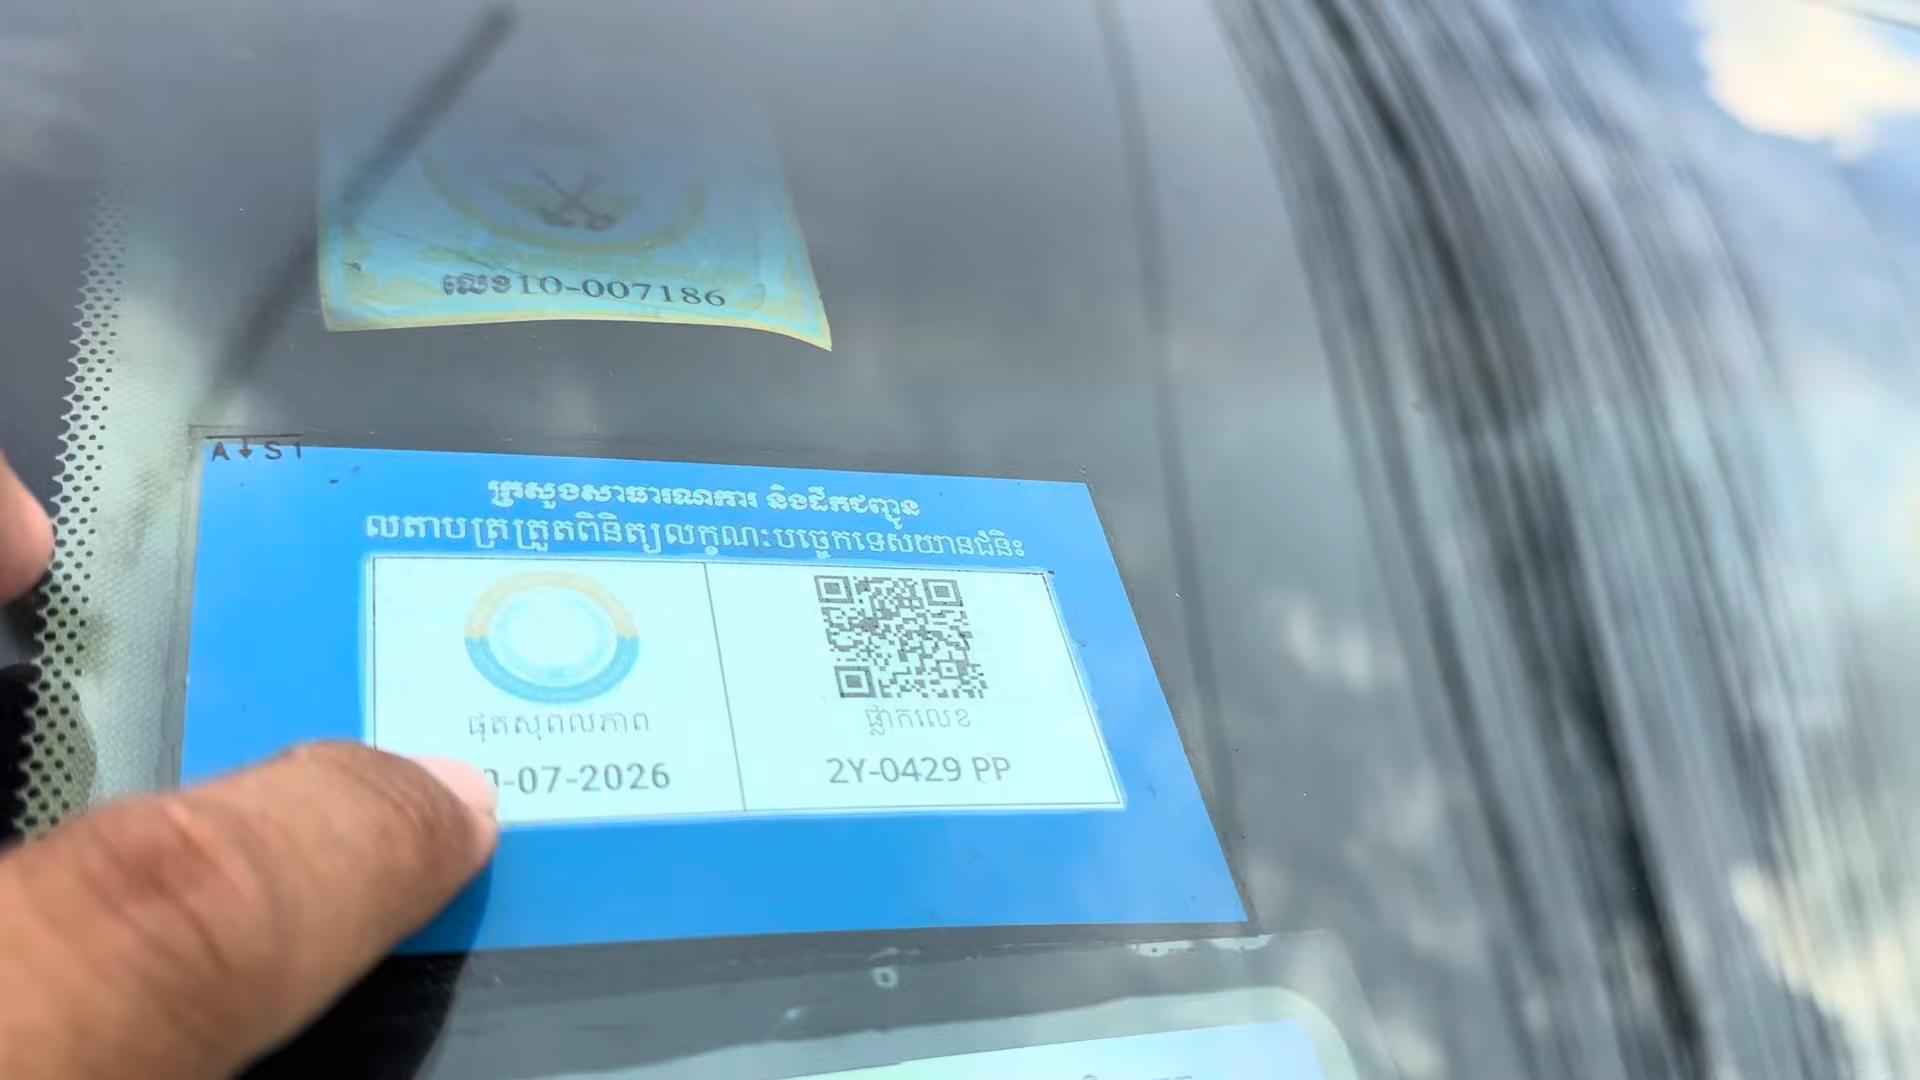 លេខ10-007186
A↓S1
ក្រសួងសាធារណការ និងដឹកជញ្ជូន
លតាបត្រត្រួតពិនិត្យលក្ខណៈបច្ចេកទេសយានជំនិះ
ផុតសុពលភាព
ផ្លាកលេខ
-07-2026
2Y-0429 PP